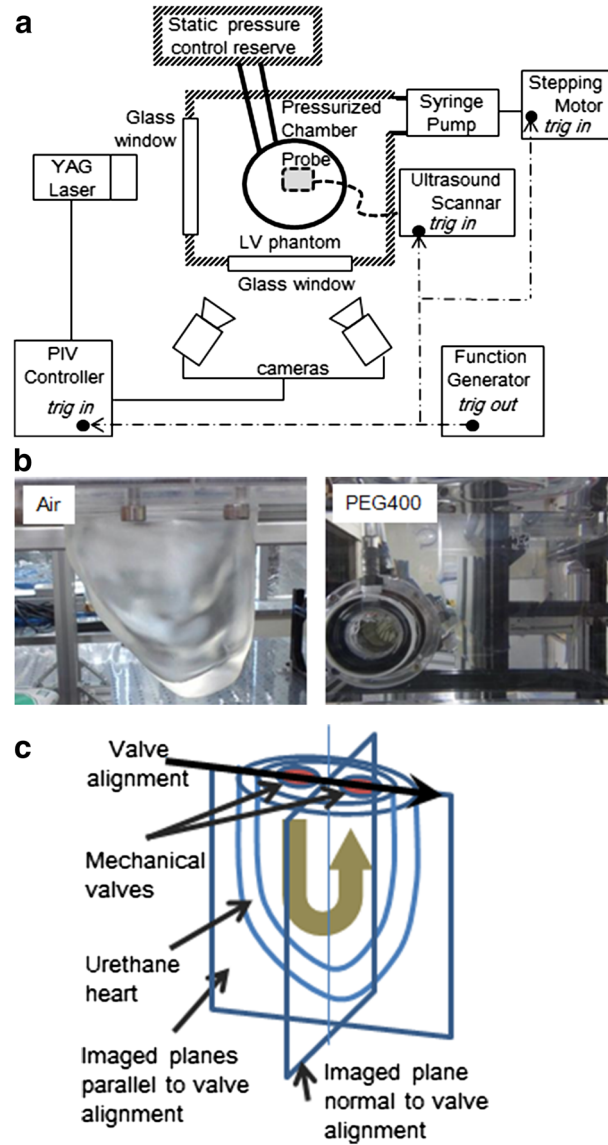 a
Static pressure
control reserve
Glass
window
Pressurized
Chamber
Probe
Syringe
Pump
Stepping
Motor
trig in
YAG
Laser
Ultrasound
Scannar
trig in
LV phantom
Glass window
PIV
Controller
trig in
cameras
Function
Generator
trig out
b
Air
PEG400
c
Valve
alignment
Mechanical
valves
Urethane
heart
Imaged planes
parallel to valve
alignment
Imaged plane
normal to valve
alignment